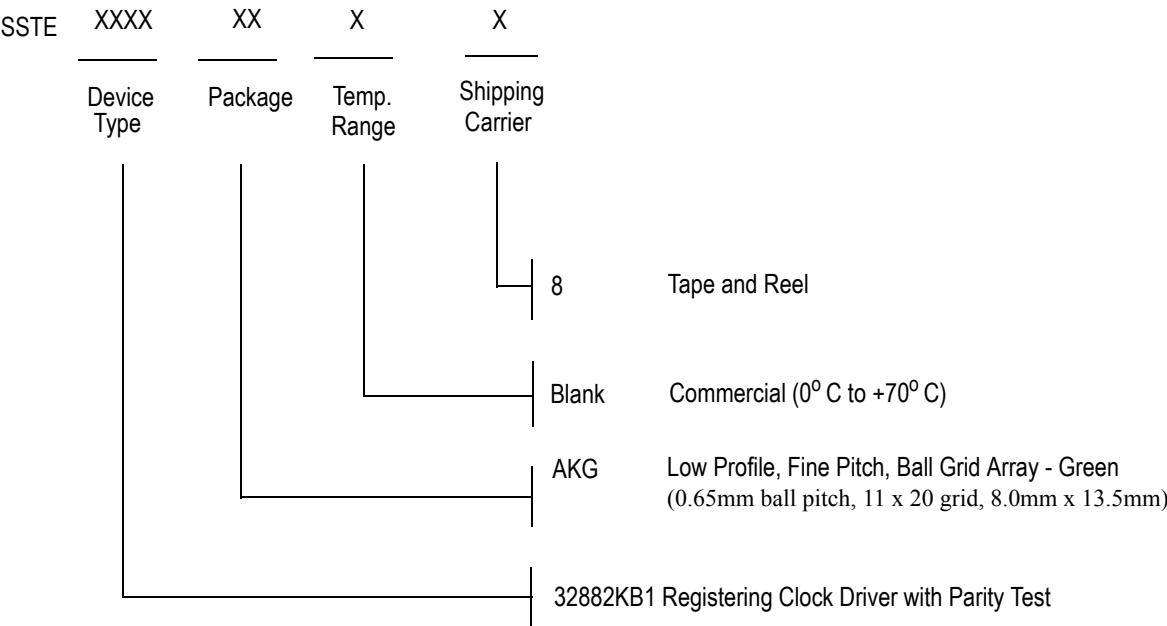 SSTE XXXX XX X X
Device Type
Package
Temp. Range
Shipping Carrier
8 Tape and Reel
Blank Commercial (0º C to +70º C)
AKG Low Profile, Fine Pitch, Ball Grid Array - Green
(0.65mm ball pitch, 11 x 20 grid, 8.0mm x 13.5mm)
32882KB1 Registering Clock Driver with Parity Test